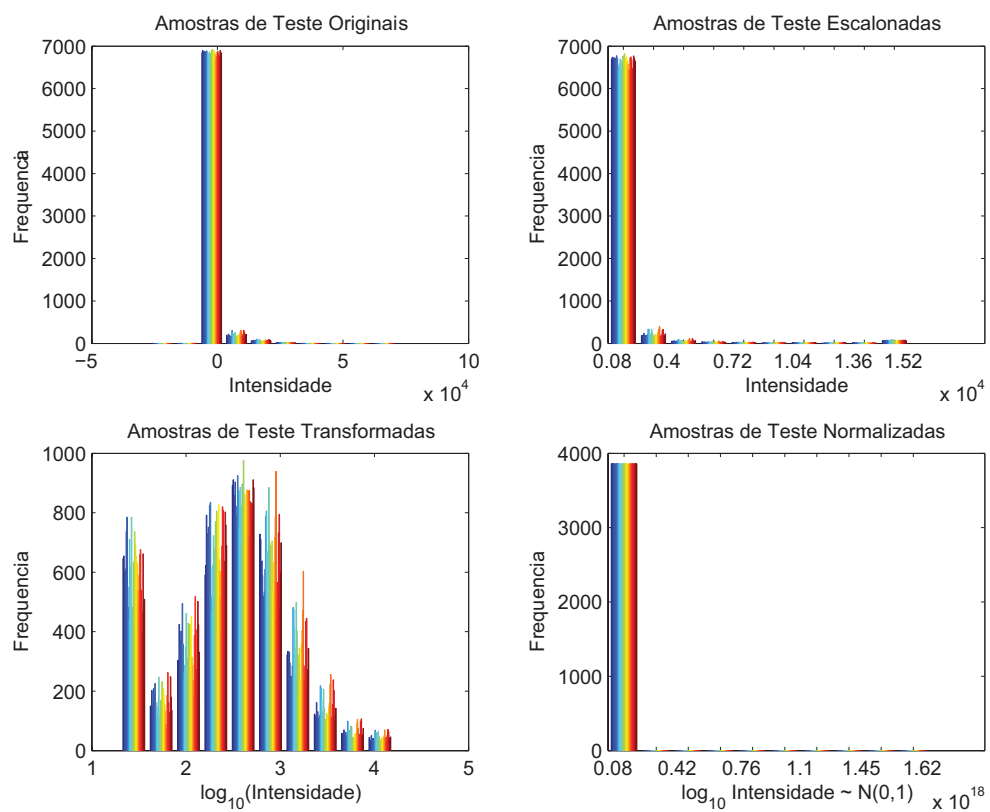 Amostras de Teste Originais
7000
6000
5000
4000
3000
2000
1000
0
Frequencia
−5 0 5 10
Intensidade
x 10^4
Amostras de Teste Escalonadas
7000
6000
5000
4000
3000
2000
1000
0
Frequencia
0.08 0.4 0.72 1.04 1.36 1.52
Intensidade
x 10^4
Amostras de Teste Transformadas
1000
800
600
400
200
0
Frequencia
1 2 3 4 5
log10(Intensidade)
Amostras de Teste Normalizadas
4000
3000
2000
1000
0
Frequencia
0.08 0.42 0.76 1.1 1.45 1.62
log10 Intensidade ~ N(0,1)
x 10^18